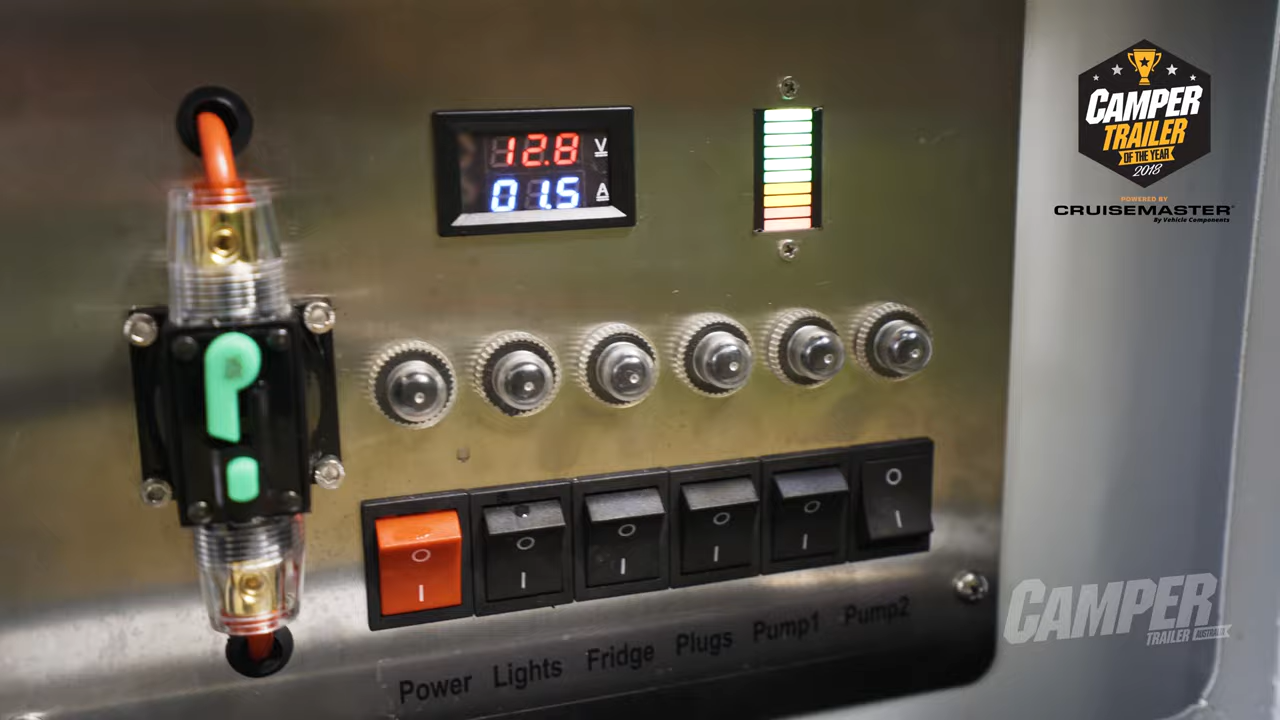 12.8 V
01.5 A
CAMPER
TRAILER
OF THE YEAR
2018
POWERED BY
CRUISEMASTER
By Vehicle Components
O O O O O O
I I I I I I
Power Lights Fridge Plugs Pump1 Pump2
CAMPER
TRAILER AUSTRALIA